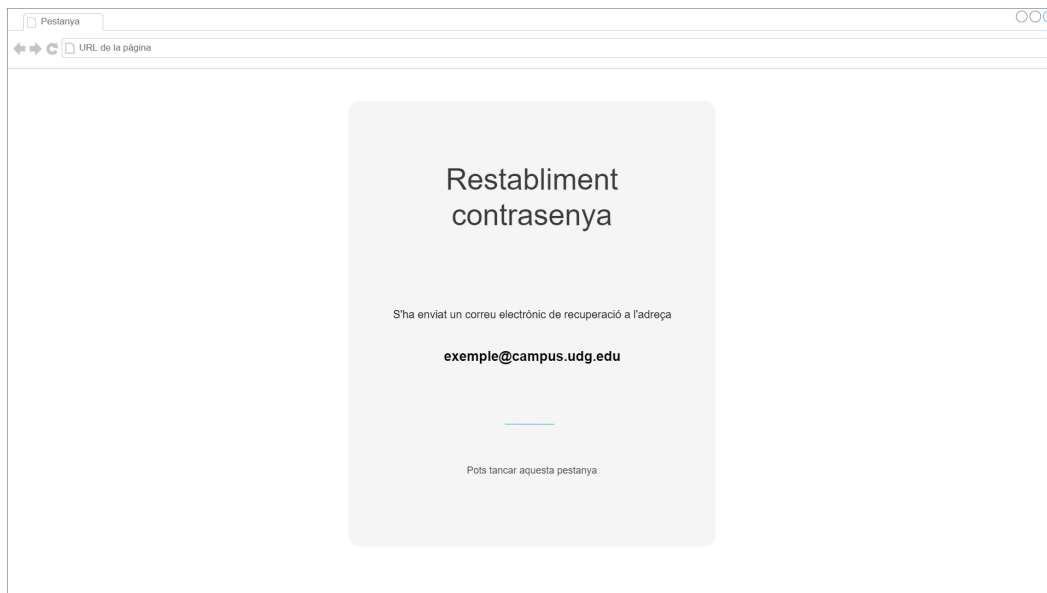 Pestanya
URL de la pàgina
Restabliment
contrasenya
S'ha enviat un correu electrònic de recuperació a l'adreça
exemple@campus.udg.edu
Pots tancar aquesta pestanya